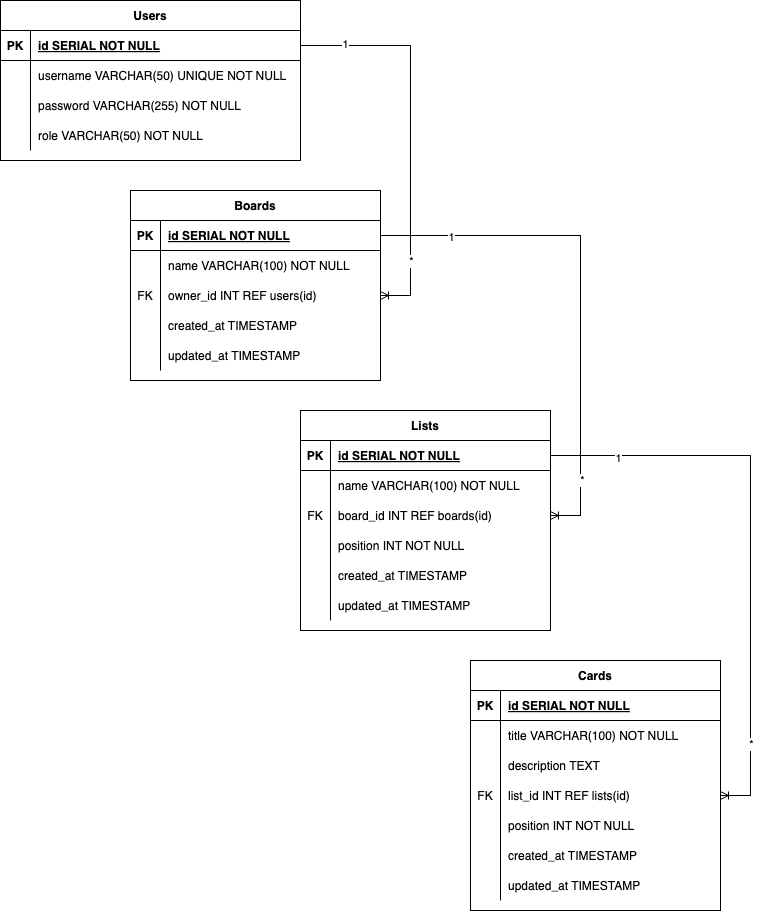 Users
PK id SERIAL NOT NULL
1
username VARCHAR(50) UNIQUE NOT NULL
password VARCHAR(255) NOT NULL
role VARCHAR(50) NOT NULL
Boards
PK id SERIAL NOT NULL
1
*
name VARCHAR(100) NOT NULL
FK owner_id INT REF users(id)
created_at TIMESTAMP
updated_at TIMESTAMP
Lists
PK id SERIAL NOT NULL
1
*
name VARCHAR(100) NOT NULL
FK board_id INT REF boards(id)
position INT NOT NULL
created_at TIMESTAMP
updated_at TIMESTAMP
Cards
PK id SERIAL NOT NULL
title VARCHAR(100) NOT NULL
*
description TEXT
FK list_id INT REF lists(id)
position INT NOT NULL
created_at TIMESTAMP
updated_at TIMESTAMP